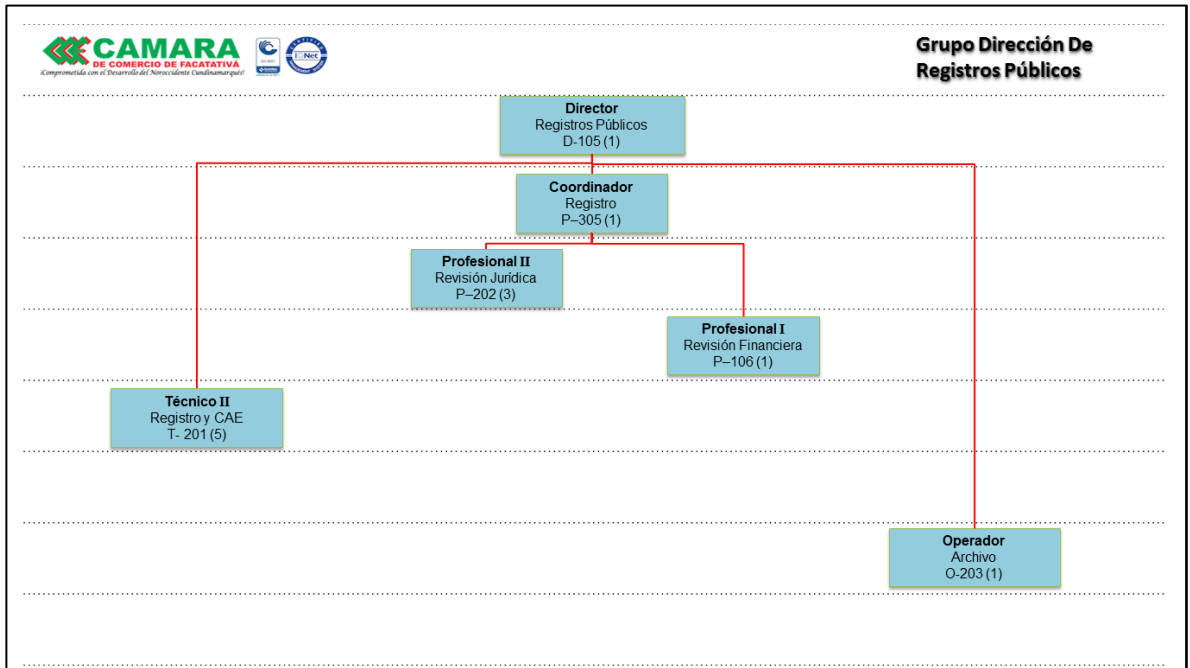 CAMARA
DE COMERCIO DE FACATATIVÁ
¡Comprometida con el Desarrollo del Noroccidente Cundinamarqués!
CERTIFIED
IQNet
Grupo Dirección De
Registros Públicos
Director
Registros Públicos
D-105 (1)
Coordinador
Registro
P–305 (1)
Profesional II
Revisión Jurídica
P–202 (3)
Profesional I
Revisión Financiera
P–106 (1)
Técnico II
Registro y CAE
T- 201 (5)
Operador
Archivo
O-203 (1)